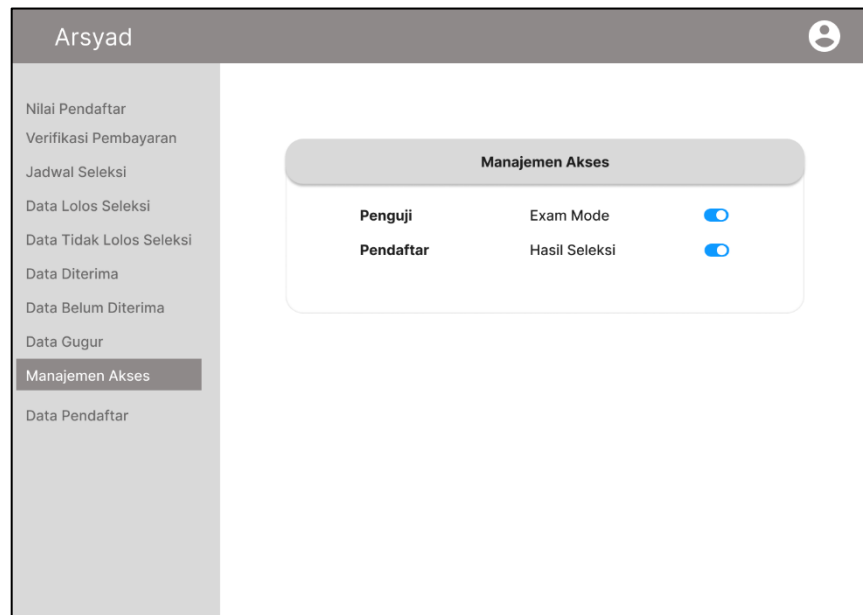 Arsyad
Nilai Pendaftar
Verifikasi Pembayaran
Jadwal Seleksi
Data Lolos Seleksi
Data Tidak Lolos Seleksi
Data Diterima
Data Belum Diterima
Data Gugur
Manajemen Akses
Data Pendaftar
Manajemen Akses
Penguji Exam Mode
Pendaftar Hasil Seleksi